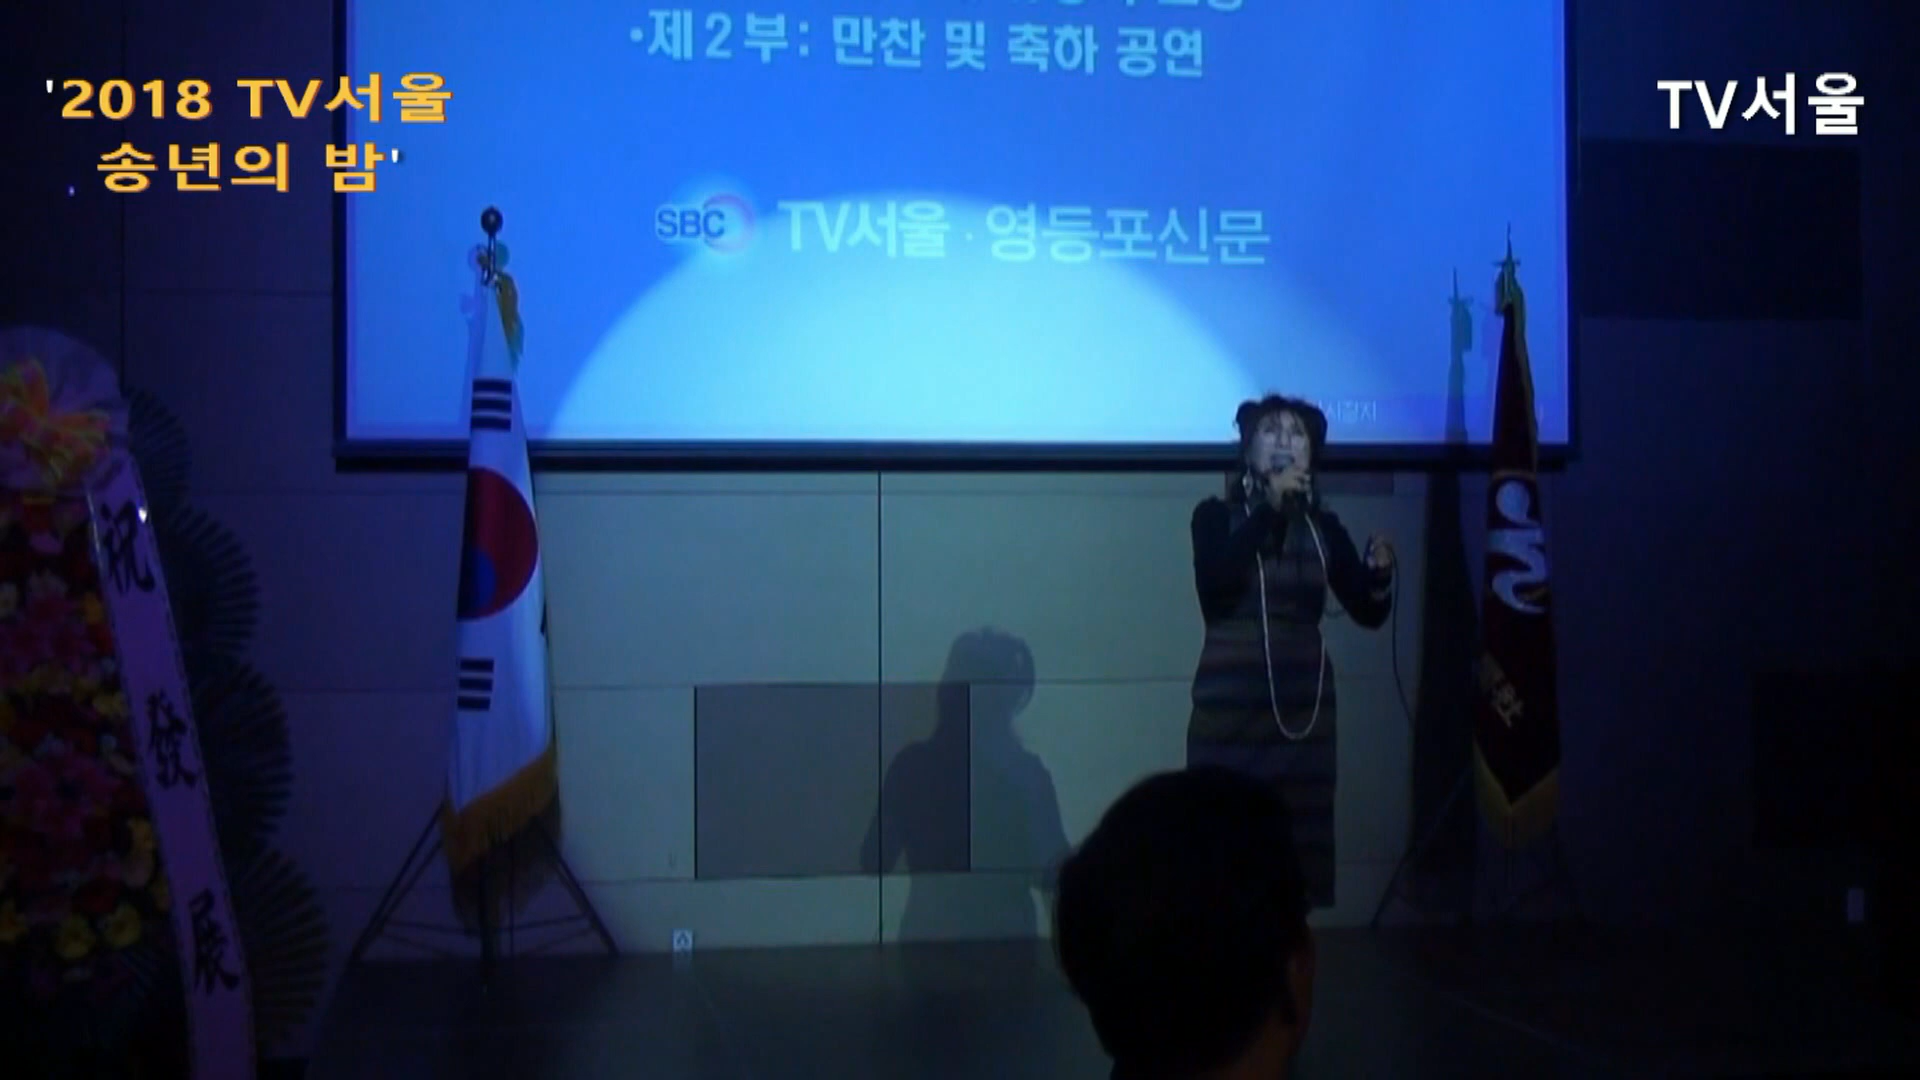 '2018 TV서울
송년의 밤'
TV서울
·제2부: 만찬 및 축하 공연
SBC TV서울·영등포신문
祝
發
展